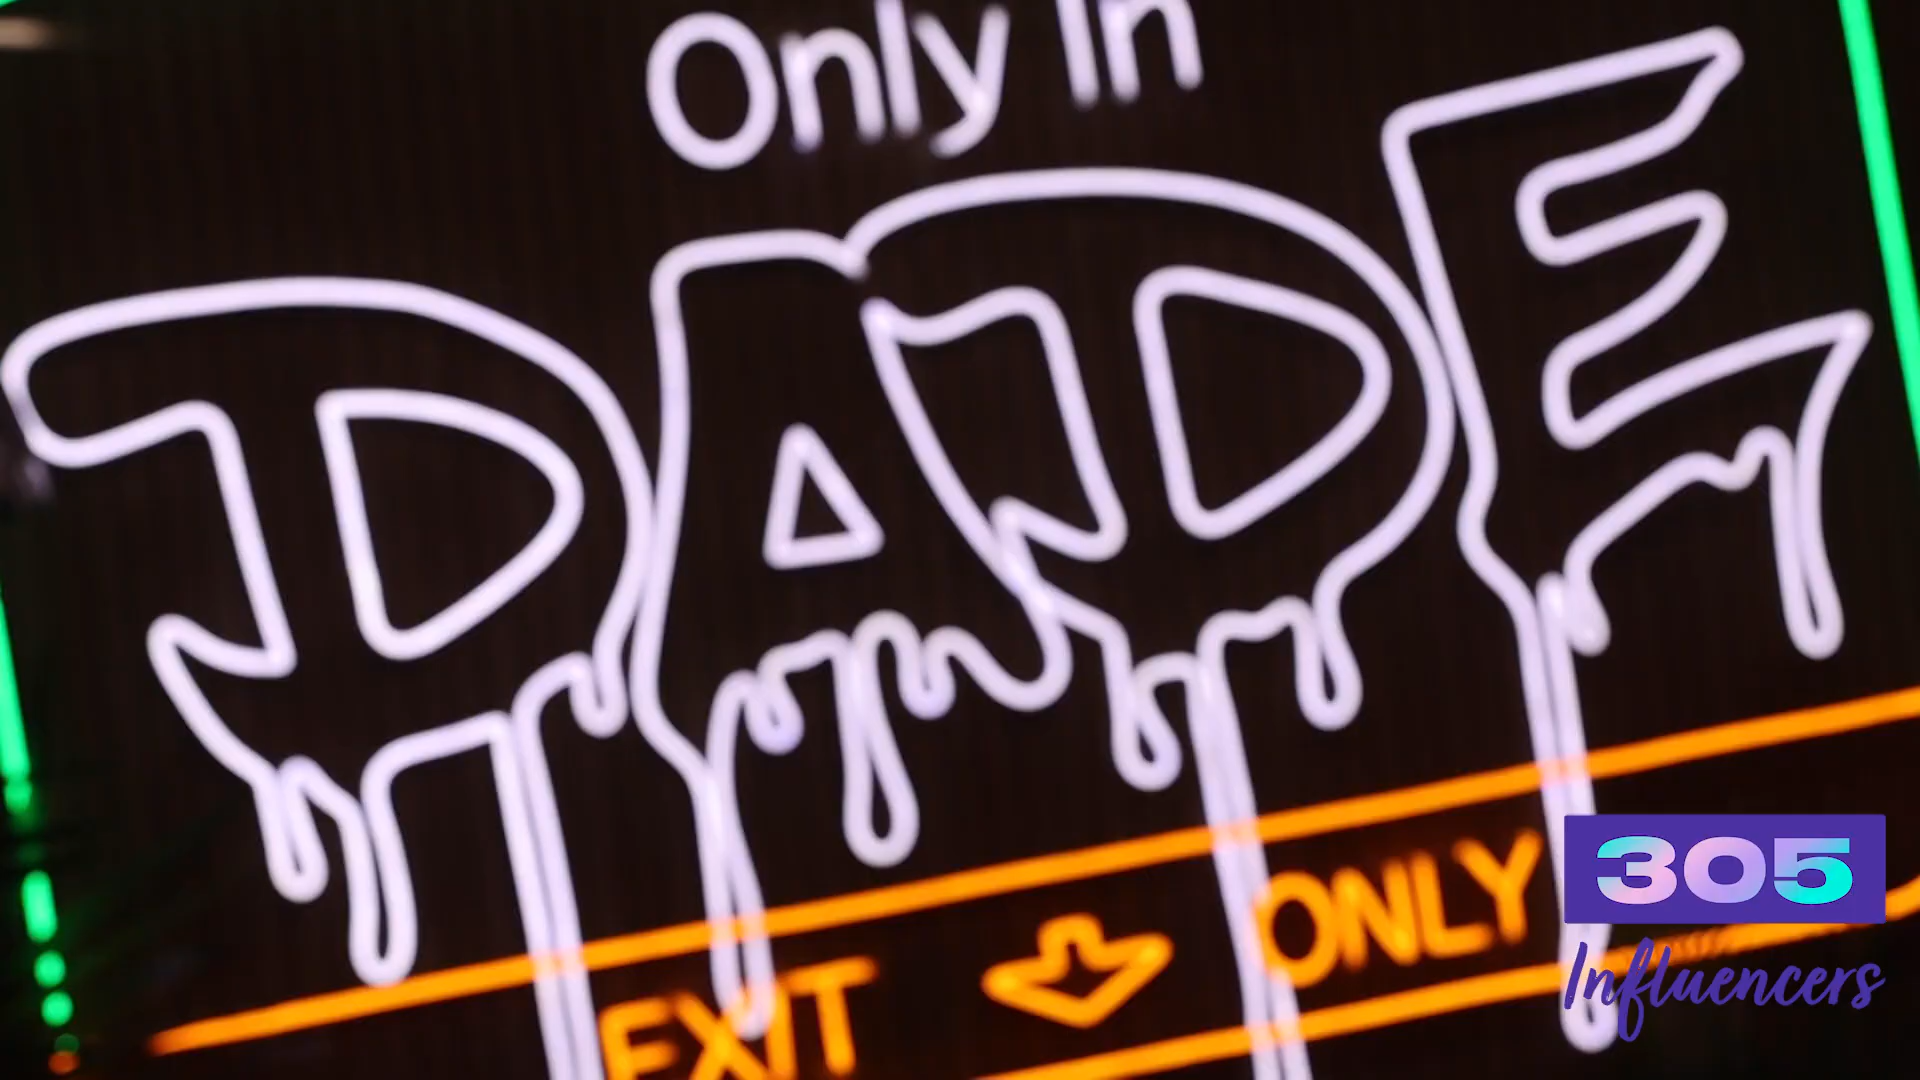 Only In
DADE
EXIT ONLY
305
Influencers